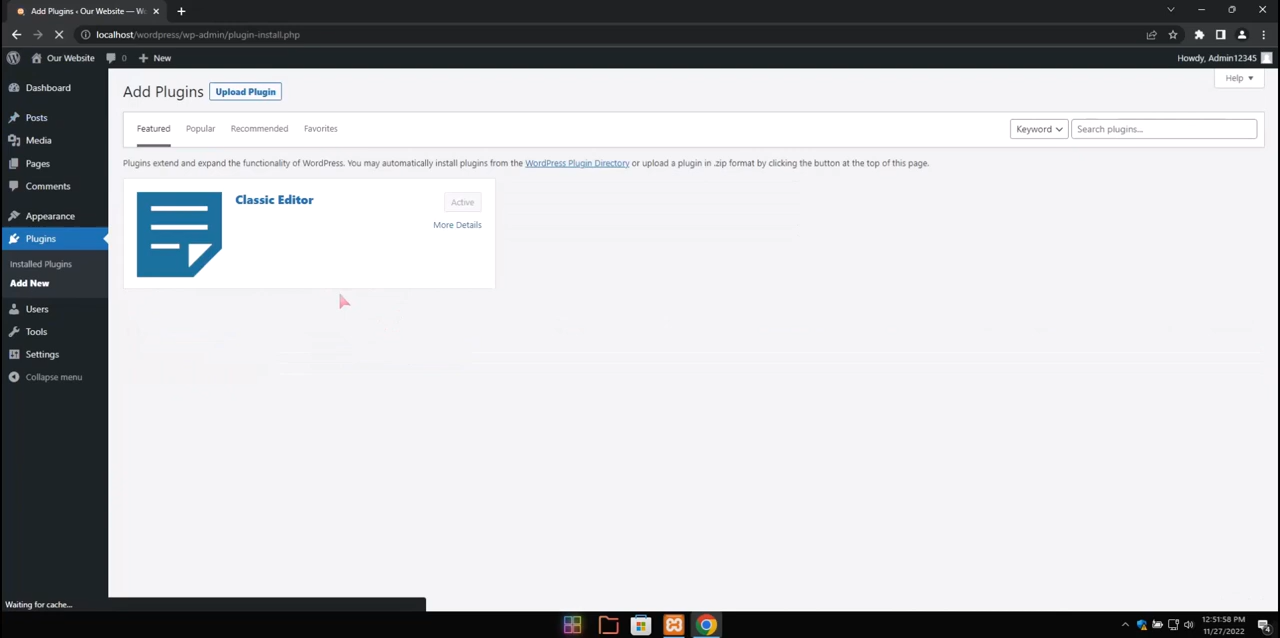 Add Plugins ‹ Our Website — W
localhost/wordpress/wp-admin/plugin-install.php
Our Website 0 New
Howdy, Admin12345
Dashboard
Posts
Media
Pages
Comments
Appearance
Plugins
Installed Plugins
Add New
Users
Tools
Settings
Collapse menu
Help
Add Plugins Upload Plugin
Featured Popular Recommended Favorites
Keyword Search plugins...
Plugins extend and expand the functionality of WordPress. You may automatically install plugins from the WordPress Plugin Directory or upload a plugin in .zip format by clicking the button at the top of this page.
Classic Editor
Active
More Details
Waiting for cache...
12:51:58 PM
11/27/2022
4